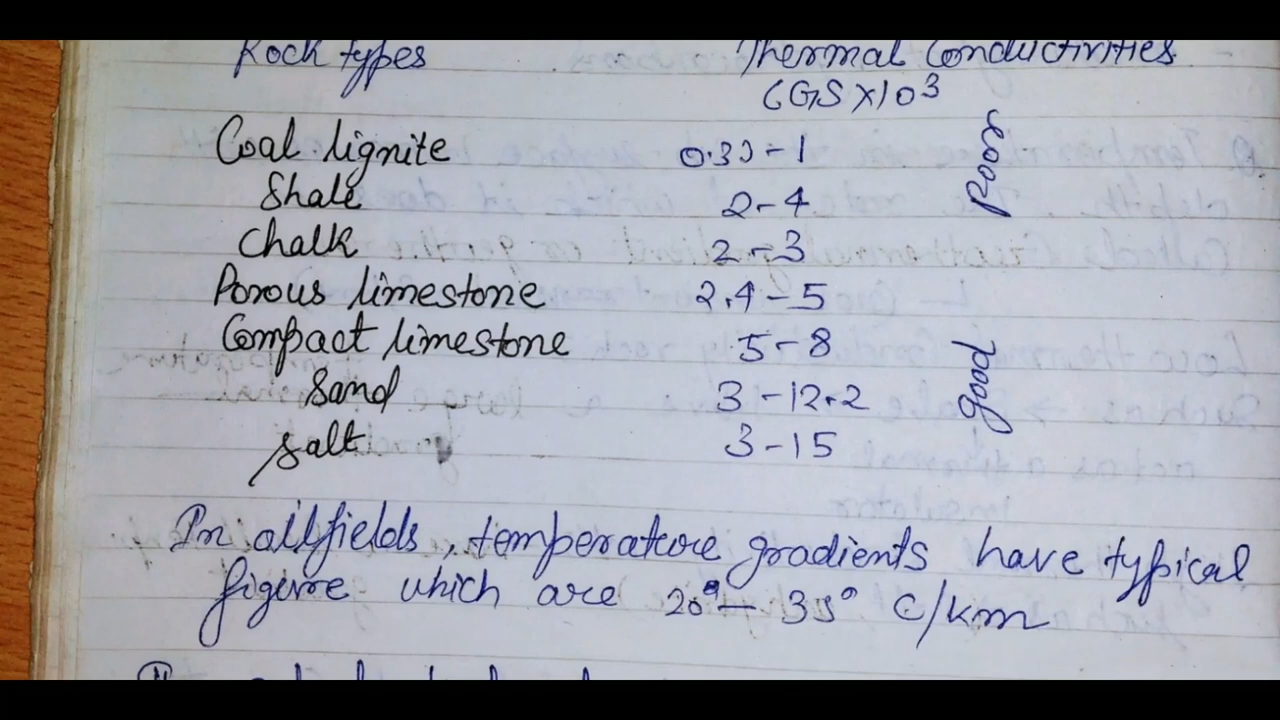 Rock types Thermal Conductivities
CGS X10³
Coal lignite 0.33-1
Shale 2-4
Poor
Chalk 2-3
Porous limestone 2.4-5
Compact limestone 5-8
good
Sand 3-12.2
Salt 3-15
In oilfields, temperature gradients have typical
figure which are 20°- 35° C/km